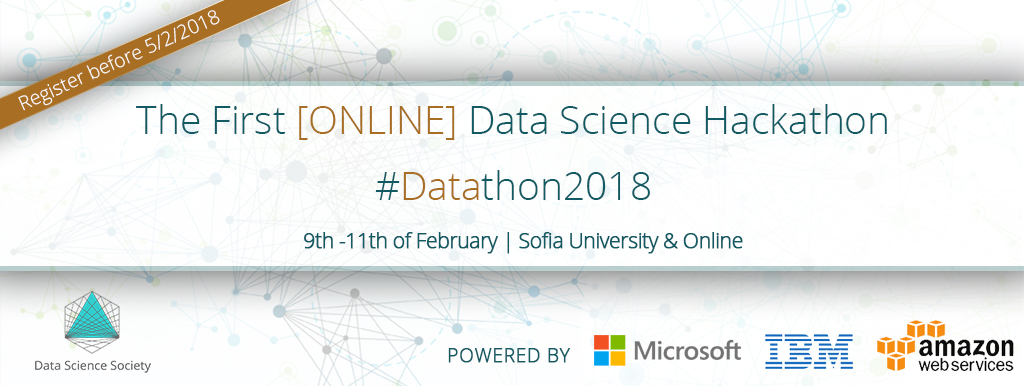 Register before 5/2/2018
The First [ONLINE] Data Science Hackathon
#Datathon2018
9th -11th of February | Sofia University & Online
Data Science Society
POWERED BY
Microsoft
IBM
amazon
web services